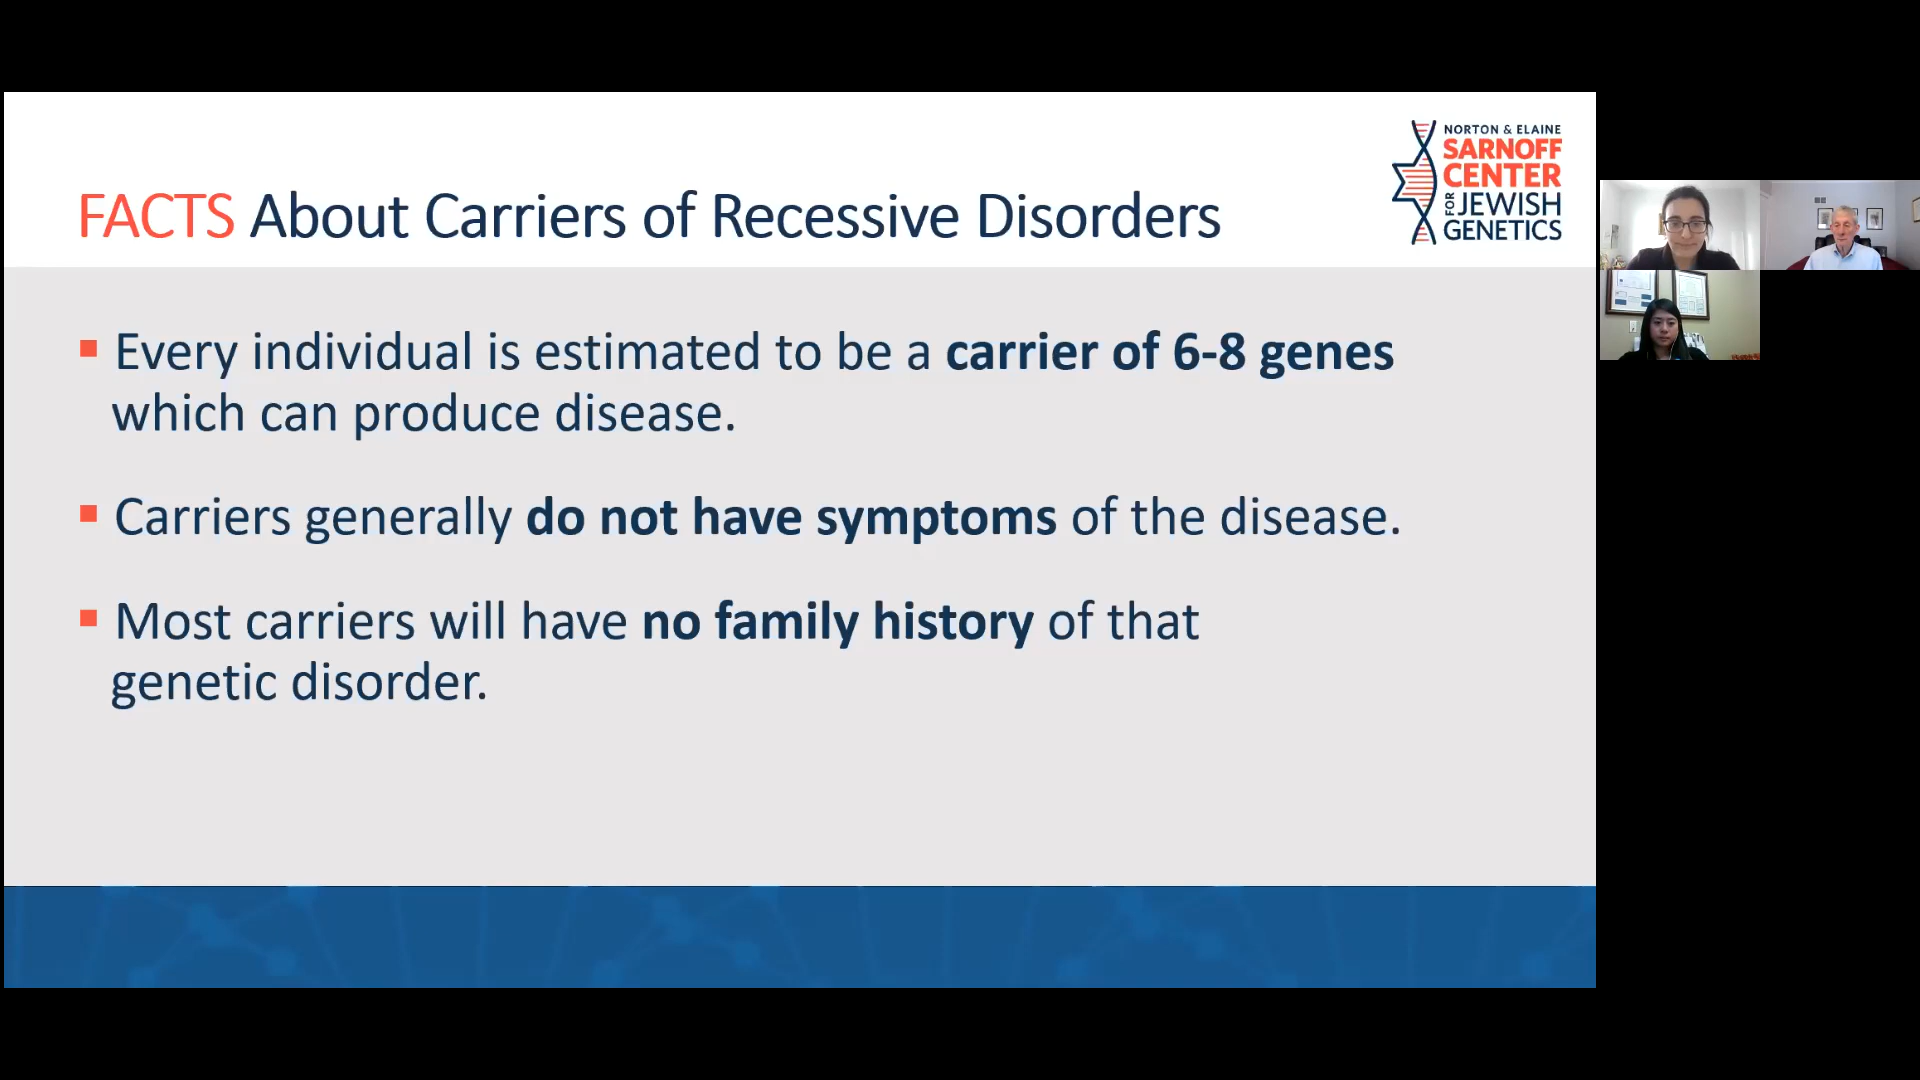 FACTS About Carriers of Recessive Disorders
NORTON & ELAINE
SARNOFF
CENTER
FOR JEWISH
GENETICS
▪ Every individual is estimated to be a carrier of 6-8 genes
which can produce disease.
▪ Carriers generally do not have symptoms of the disease.
▪ Most carriers will have no family history of that
genetic disorder.